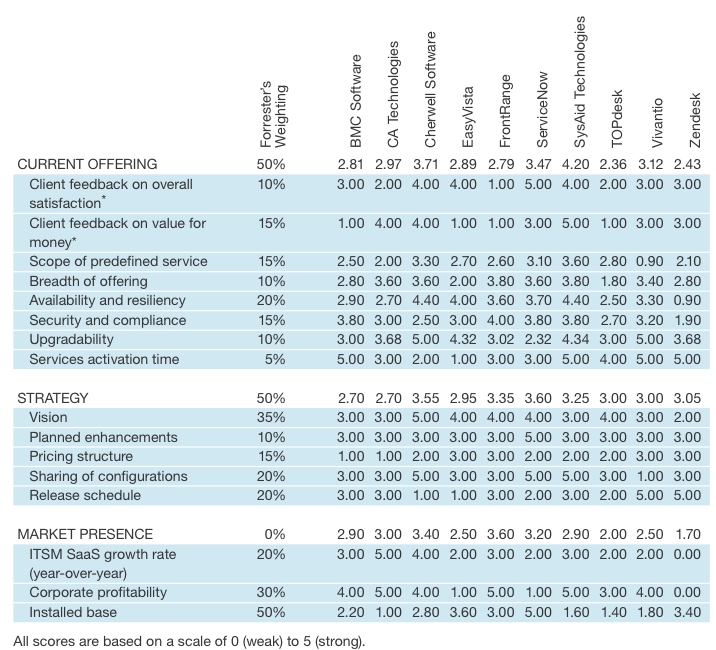 Forrester's Weighting BMC Software CA Technologies Cherwell Software EasyVista FrontRange ServiceNow SysAid Technologies TOPdesk Vivantio Zendesk
CURRENT OFFERING 50% 2.81 2.97 3.71 2.89 2.79 3.47 4.20 2.36 3.12 2.43
Client feedback on overall 10% 3.00 2.00 4.00 4.00 1.00 5.00 4.00 2.00 3.00 3.00
satisfaction*
Client feedback on value for 15% 1.00 4.00 4.00 1.00 1.00 3.00 5.00 1.00 3.00 3.00
money*
Scope of predefined service 15% 2.50 2.00 3.30 2.70 2.60 3.10 3.60 2.80 0.90 2.10
Breadth of offering 10% 2.80 3.60 3.60 2.00 3.80 3.60 3.80 1.80 3.40 2.80
Availability and resiliency 20% 2.90 2.70 4.40 4.00 3.60 3.70 4.40 2.50 3.30 0.90
Security and compliance 15% 3.80 3.00 2.50 3.00 4.00 3.80 3.80 2.70 3.20 1.90
Upgradability 10% 3.00 3.68 5.00 4.32 3.02 2.32 4.34 3.00 5.00 3.68
Services activation time 5% 5.00 3.00 2.00 1.00 3.00 3.00 5.00 4.00 5.00 5.00
STRATEGY 50% 2.70 2.70 3.55 2.95 3.35 3.60 3.25 3.00 3.00 3.05
Vision 35% 3.00 3.00 5.00 4.00 4.00 4.00 3.00 4.00 3.00 2.00
Planned enhancements 10% 3.00 3.00 3.00 3.00 3.00 5.00 3.00 3.00 3.00 3.00
Pricing structure 15% 1.00 1.00 2.00 3.00 3.00 2.00 3.00 2.00 3.00 3.00
Sharing of configurations 20% 3.00 3.00 5.00 3.00 3.00 5.00 5.00 3.00 1.00 3.00
Release schedule 20% 3.00 3.00 1.00 1.00 3.00 2.00 3.00 2.00 5.00 5.00
MARKET PRESENCE 0% 2.90 3.00 3.40 2.50 3.60 3.20 2.90 2.00 2.50 1.70
ITSM SaaS growth rate 20% 3.00 5.00 4.00 2.00 3.00 2.00 3.00 2.00 2.00 0.00
(year-over-year)
Corporate profitability 30% 4.00 5.00 4.00 1.00 5.00 1.00 5.00 3.00 4.00 0.00
Installed base 50% 2.20 1.00 2.80 3.60 3.00 5.00 1.60 1.40 1.80 3.40
All scores are based on a scale of 0 (weak) to 5 (strong).